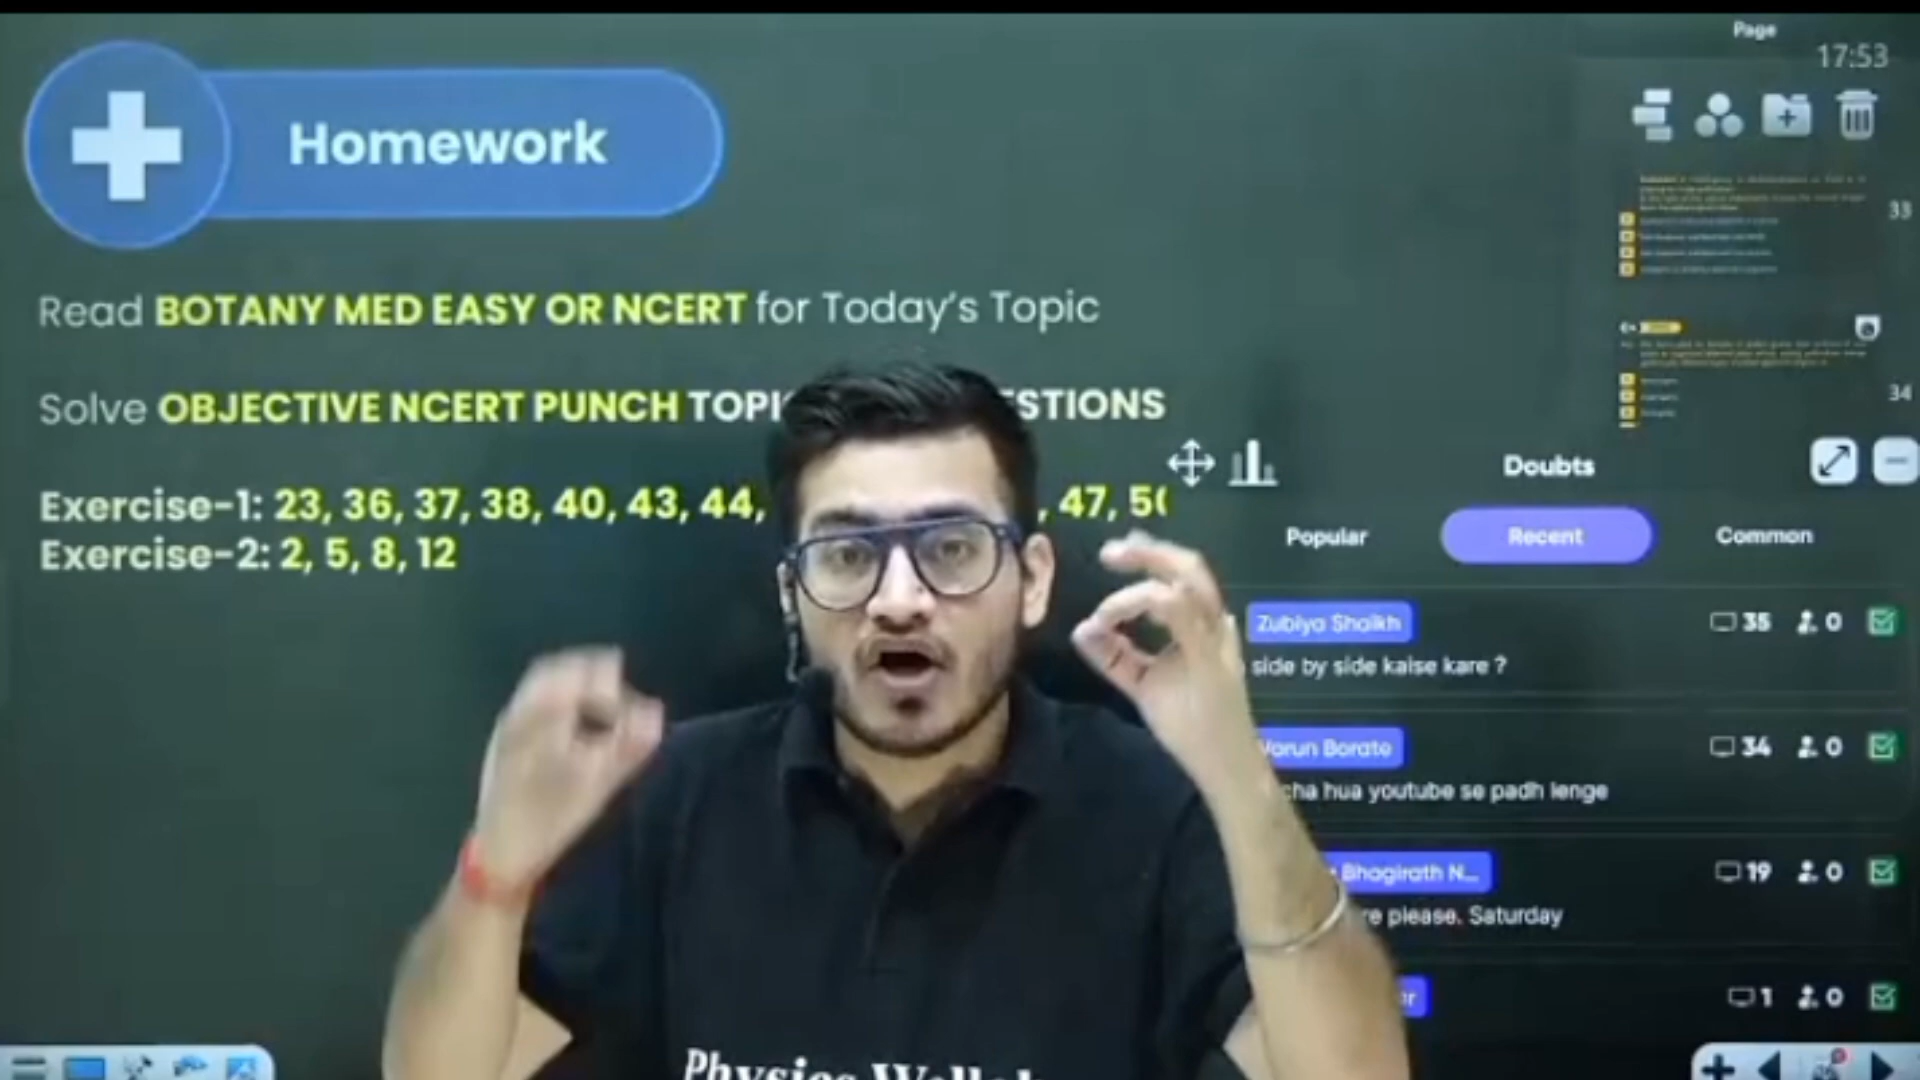 Page
17:53
Homework
33
Read BOTANY MED EASY OR NCERT for Today's Topic
34
Solve OBJECTIVE NCERT PUNCH
Exercise-1: 23, 36, 37, 38, 40, 43, 44, , 47,
Exercise-2: 2, 5, 8, 12
Doubts
Popular Recent Common
Zubiya Shaikh 35 0
side by side kaise kare ?
Varun Borate 34 0
hua youtube se padh lenge
Bhagirath N... 19 0
please. Saturday
1 0
Physics